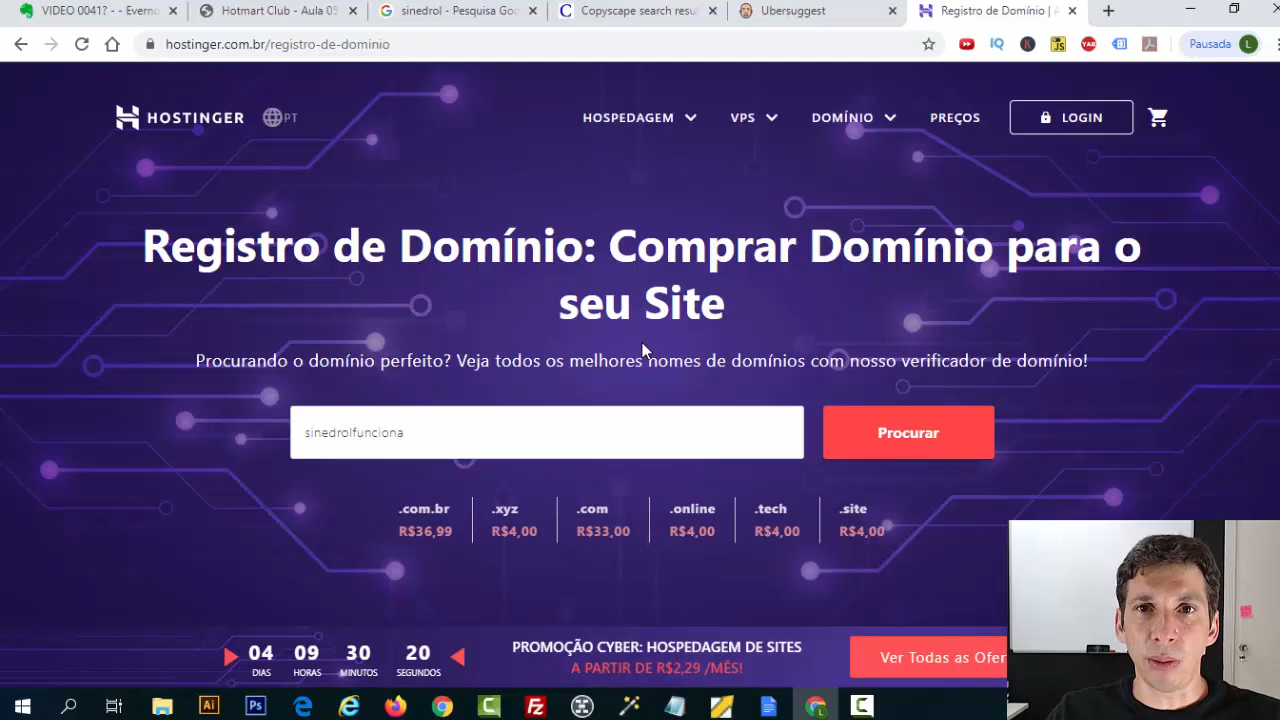 VIDEO 0041? - - Everno
Hotmart Club - Aula 05
sinedrol - Pesquisa Goo
Copyscape search resul
Ubersuggest
Registro de Domínio | A
hostinger.com.br/registro-de-dominio
Pausada
L
HOSTINGER
PT
HOSPEDAGEM
VPS
DOMÍNIO
PREÇOS
LOGIN
Registro de Domínio: Comprar Domínio para o
seu Site
Procurando o domínio perfeito? Veja todos os melhores nomes de domínios com nosso verificador de domínio!
sinedrolfunciona
Procurar
.com.br
R$36,99
.xyz
R$4,00
.com
R$33,00
.online
R$4,00
.tech
R$4,00
.site
R$4,00
04
DIAS
09
HORAS
30
MINUTOS
20
SEGUNDOS
PROMOÇÃO CYBER: HOSPEDAGEM DE SITES
A PARTIR DE R$2,29 /MÊS!
Ver Todas as Ofer